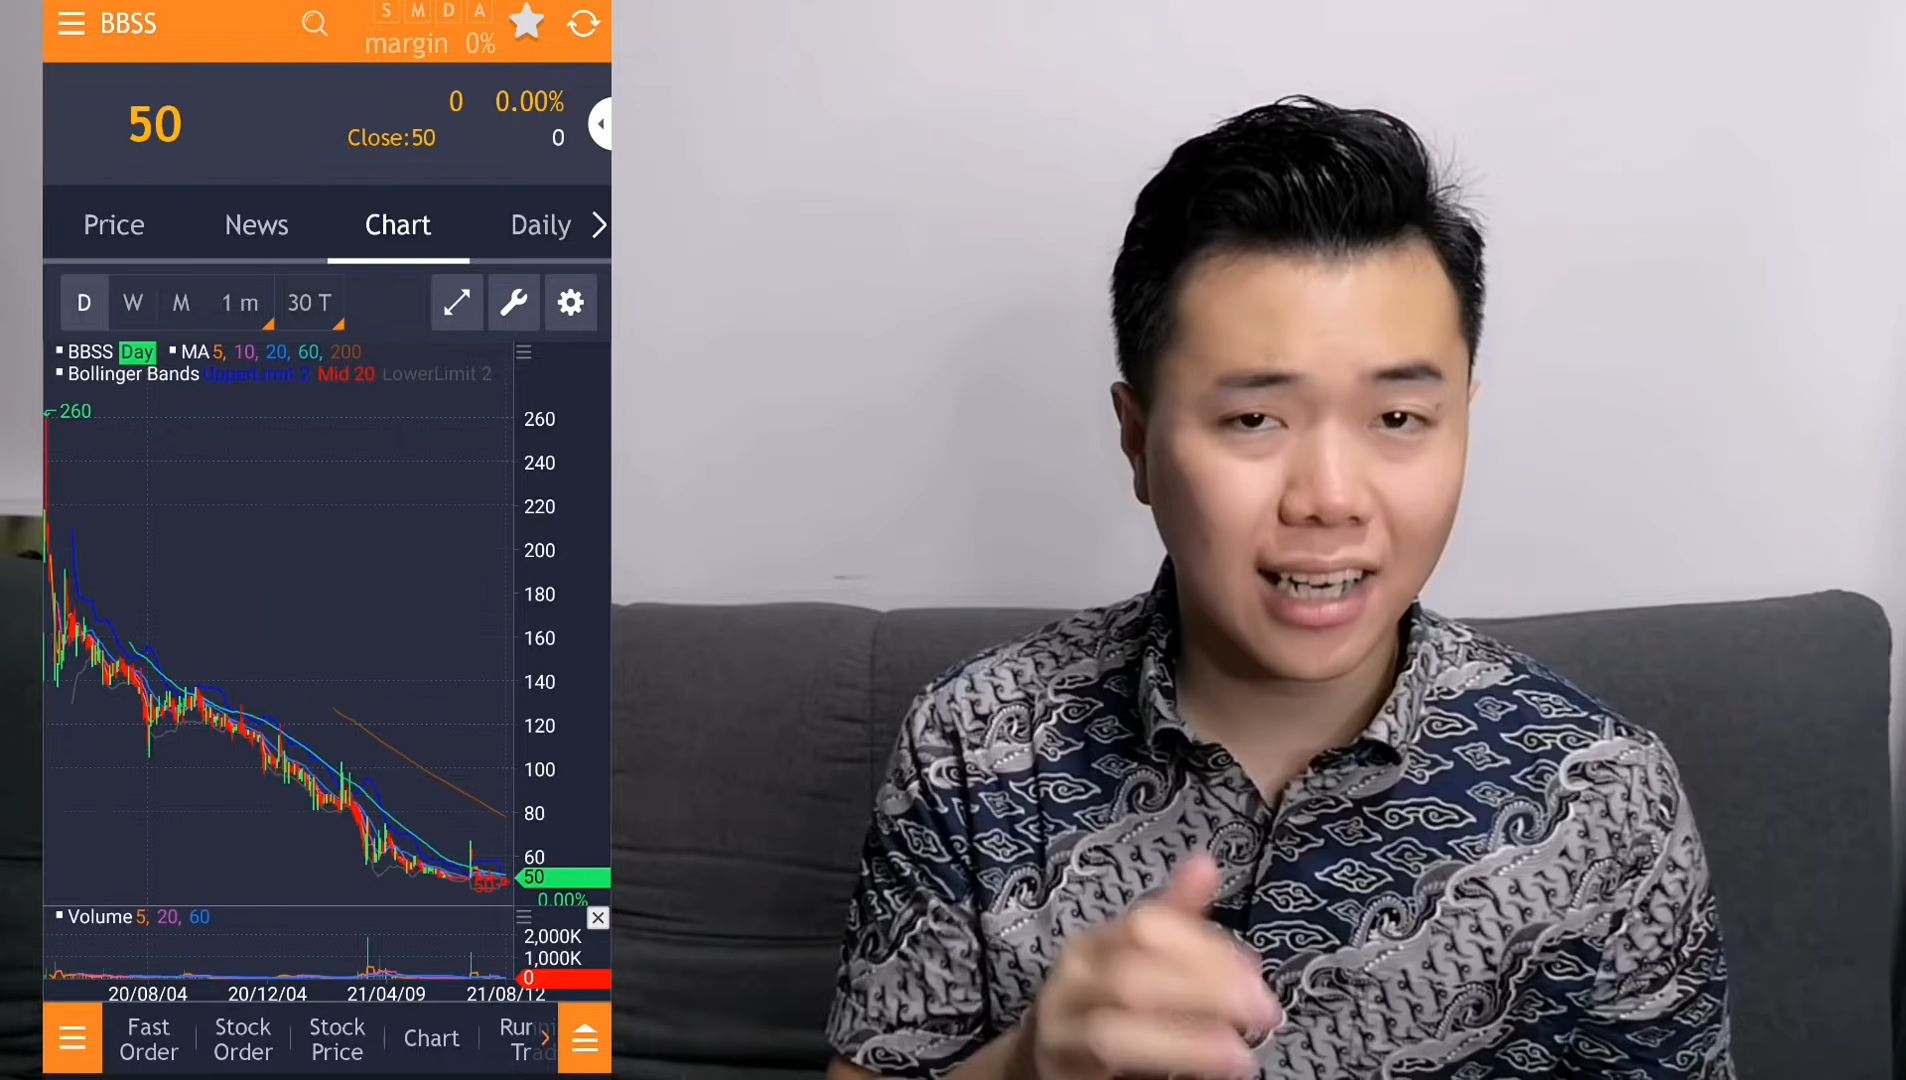 BBSS
S M D A
margin 0%
50
0 0.00%
Close:50 0
Price News Chart Daily
D W M 1 m 30 T
BBSS Day MA 5, 10, 20, 60, 200
Bollinger Bands UpperLimit 2 Mid 20 LowerLimit 2
260
260
240
220
200
180
160
140
120
100
80
60
50
50
0.00%
Volume 5, 20, 60
2,000K
1,000K
0
20/08/04 20/12/04 21/04/09 21/08/12
Fast Order
Stock Order
Stock Price
Chart